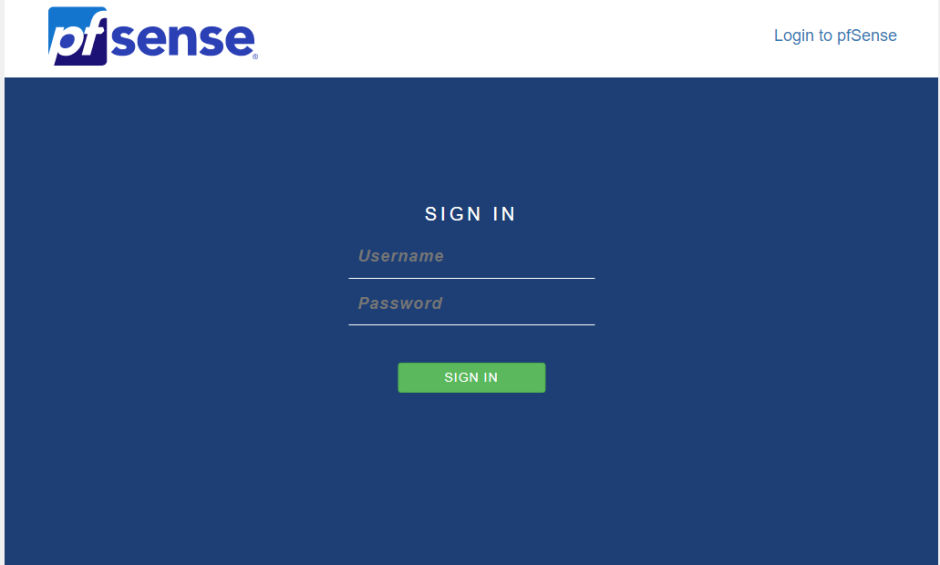 pfsense®
Login to pfSense
SIGN IN
Username
Password
SIGN IN